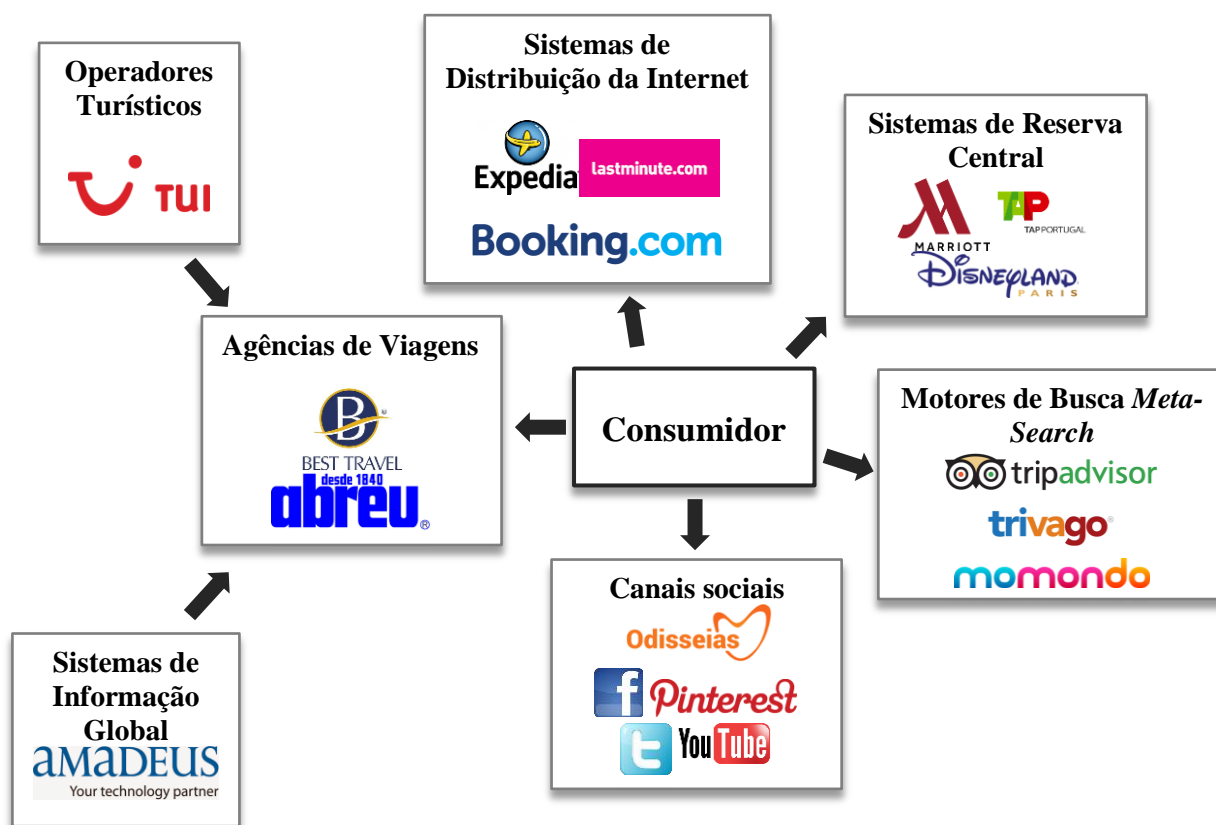 Operadores
Turísticos
TUI
Sistemas de
Distribuição da Internet
Expedia
lastminute.com
Booking.com
Sistemas de Reserva
Central
MARRIOTT
TAP
TAP PORTUGAL
DISNEYLAND
PARIS
Agências de Viagens
B
BEST TRAVEL
desde 1840
abreu®
Consumidor
Motores de Busca Meta-
Search
tripadvisor
trivago®
momondo
Canais sociais
Odisseias
f Pinterest
t YouTube
Sistemas de
Informação
Global
amadeus
Your technology partner